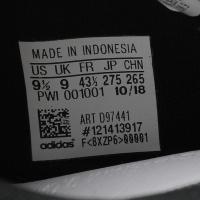 MADE IN INDONESIA
US UK FR JP CHN
9½ 9 43⅓ 275 265
PWI 001001 10/18
ART D97441
#121413917
F<8XZP6>00001
adidas